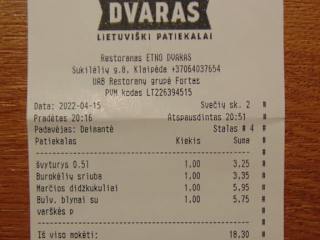 DVARAS
LIETUVIŠKI PATIEKALAI
Restoranas ETNO DVARAS
Sukilėlių g.8, Klaipėda +37064037654
UAB Restoranų grupė Fortas
PVM kodas LT226394515
Data: 2022-04-15 Svečių sk. 2 #
Pradėtas 20:16 Atspausdintas 20:51 #
Padavėjas: Deimantė Stalas # 4 #
Patiekalas Kiekis Suma #
švyturys 0.5l 1,00 3,25 #
Burokėlių sriuba 1,00 3,35 #
Marčios didžkukuliai 1,00 5,95 #
Bulv. blynai su 1,00 5,75 #
varškės p #
Iš viso mokėti: 18,30 #